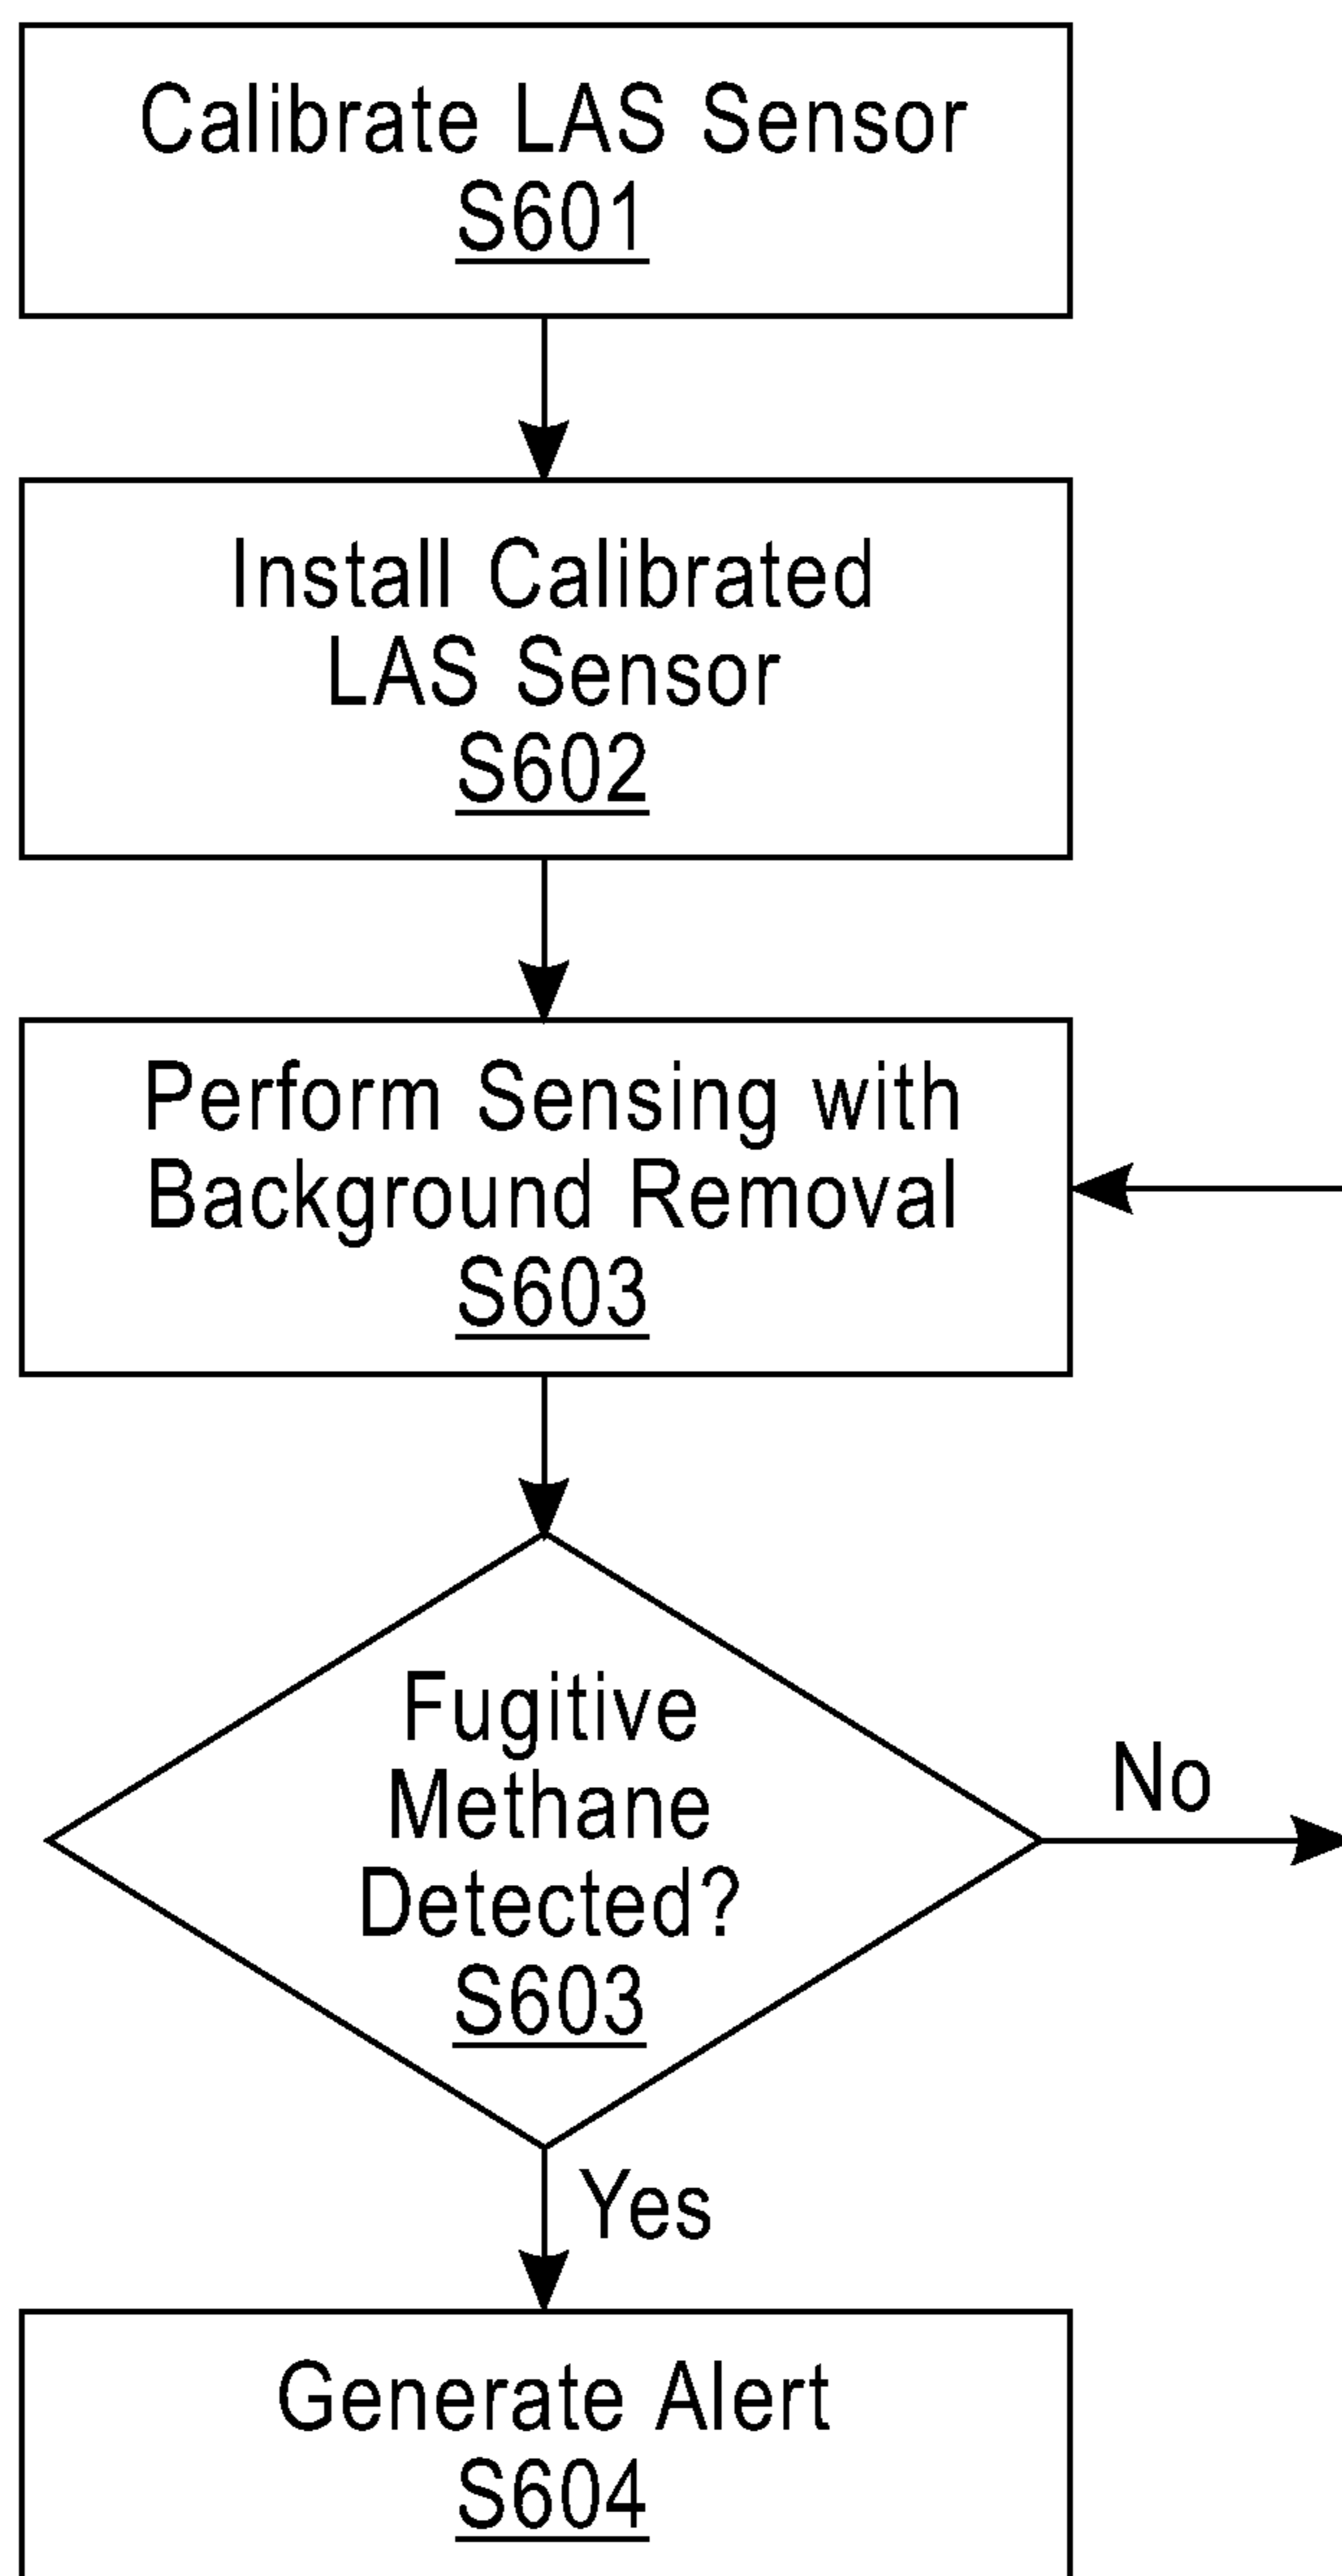 Calibrate LAS Sensor
S601
Install Calibrated
LAS Sensor
S602
Perform Sensing with
Background Removal
S603
Fugitive
Methane
Detected?
S603
No
Yes
Generate Alert
S604